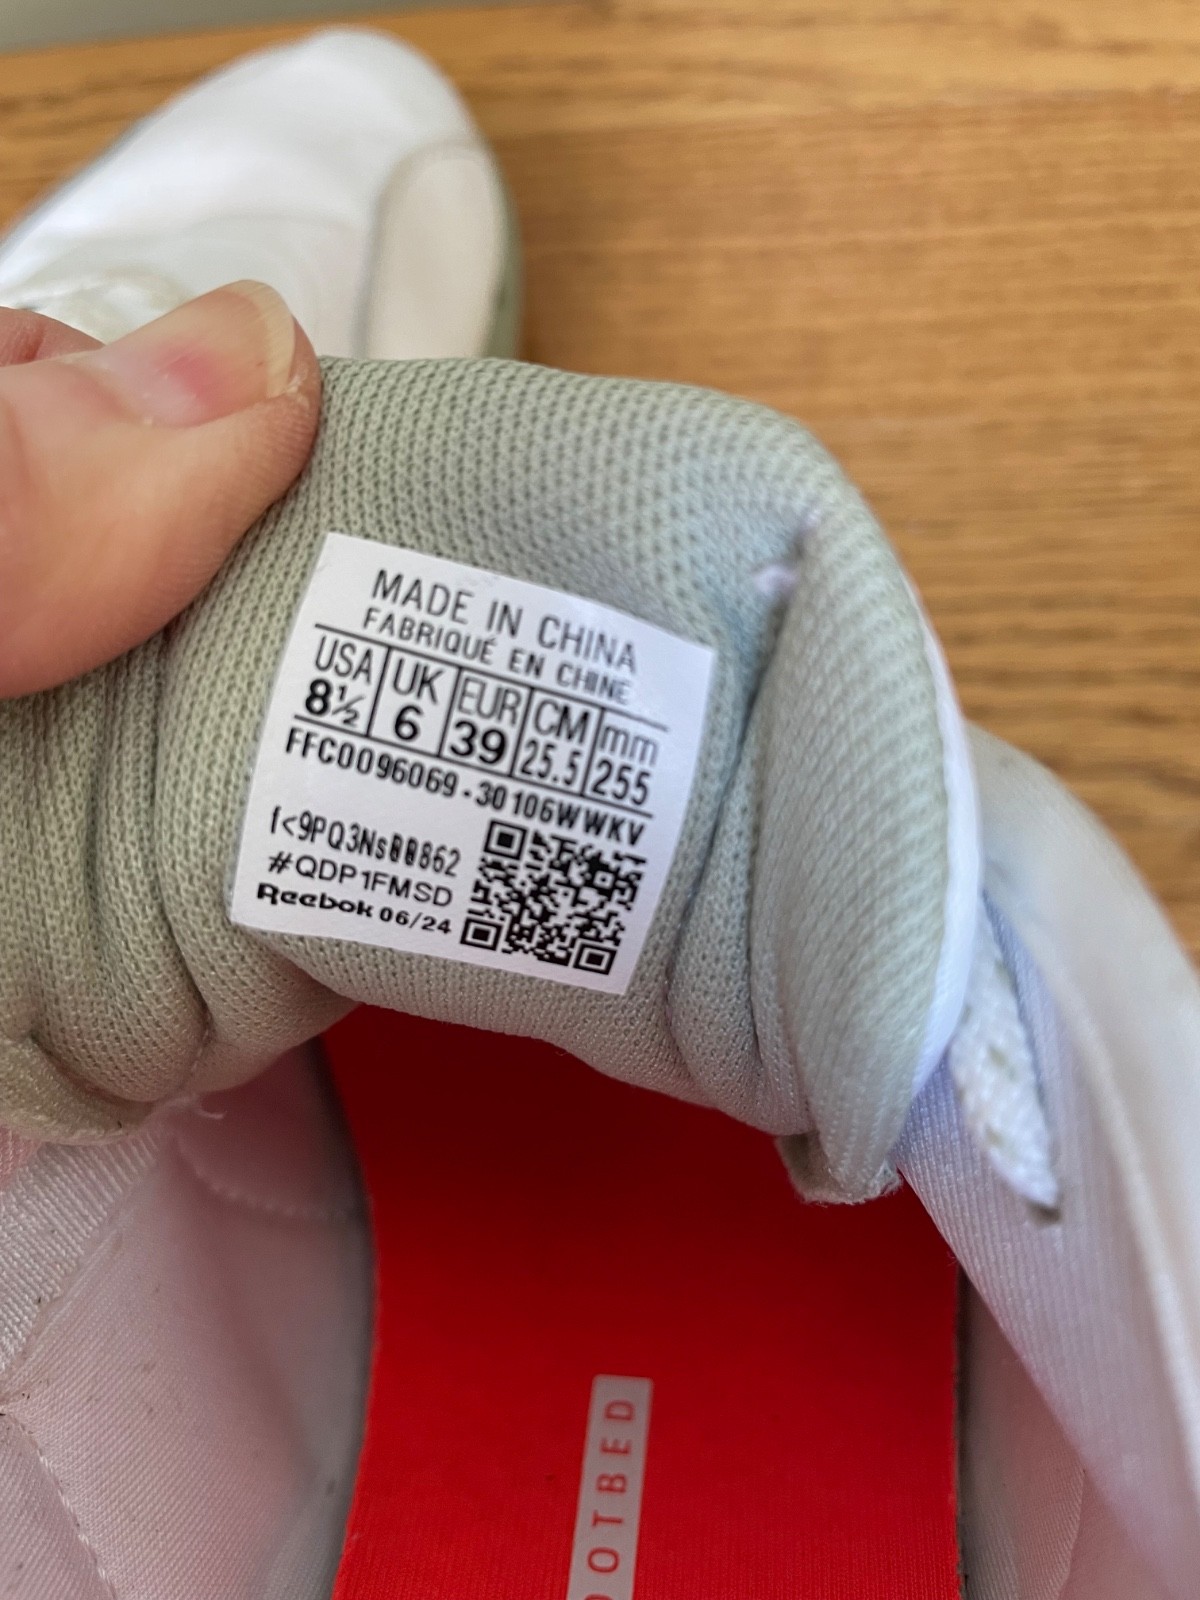 MADE IN CHINA
FABRIQUÉ EN CHINE
USA UK EUR CM mm
8½ 6 39 25.5 255
FFC0096069-30106WWKV
f<9PQ3Ns00862
#QDP1FMSD
Reebok 06/24
OOTBED